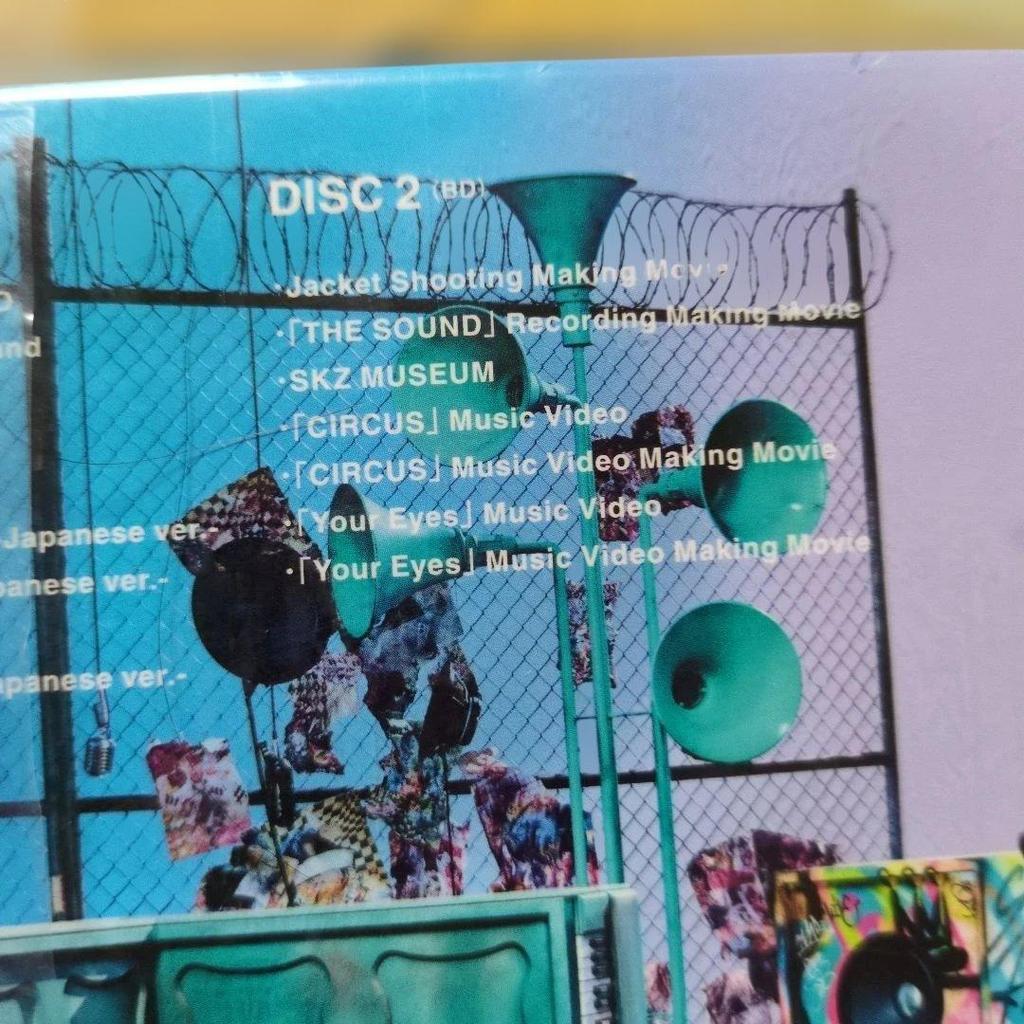 DISC 2 (BD)
・Jacket Shooting Making Movie
・「THE SOUND」 Recording Making Movie
・SKZ MUSEUM
・「CIRCUS」 Music Video
・「CIRCUS」 Music Video Making Movie
・「Your Eyes」 Music Video
・「Your Eyes」 Music Video Making Movie
Japanese ver.-
panese ver.-
apanese ver.-